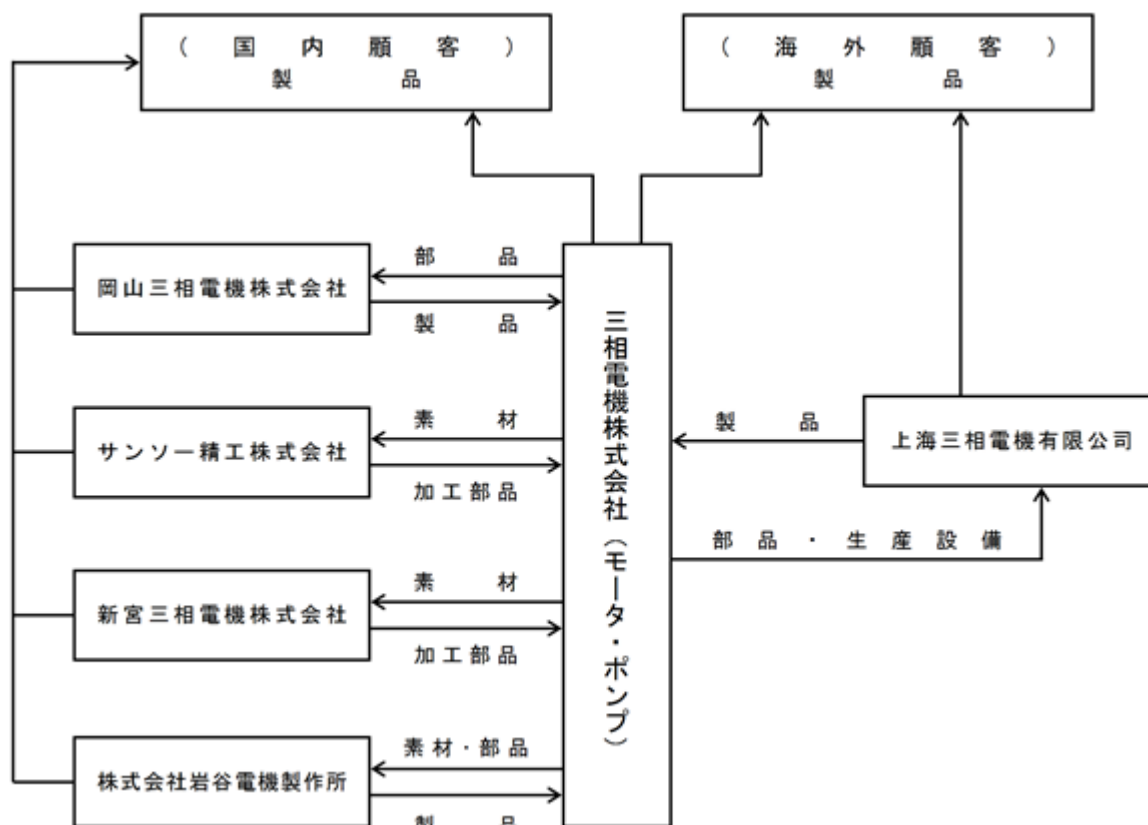 （国内顧客）
製品
（海外顧客）
製品
部品
岡山三相電機株式会社
製品
素材
サンソー精工株式会社
加工部品
素材
新宮三相電機株式会社
加工部品
素材・部品
株式会社岩谷電機製作所
製品
三相電機株式会社（モータ・ポンプ）
製品
上海三相電機有限公司
部品・生産設備